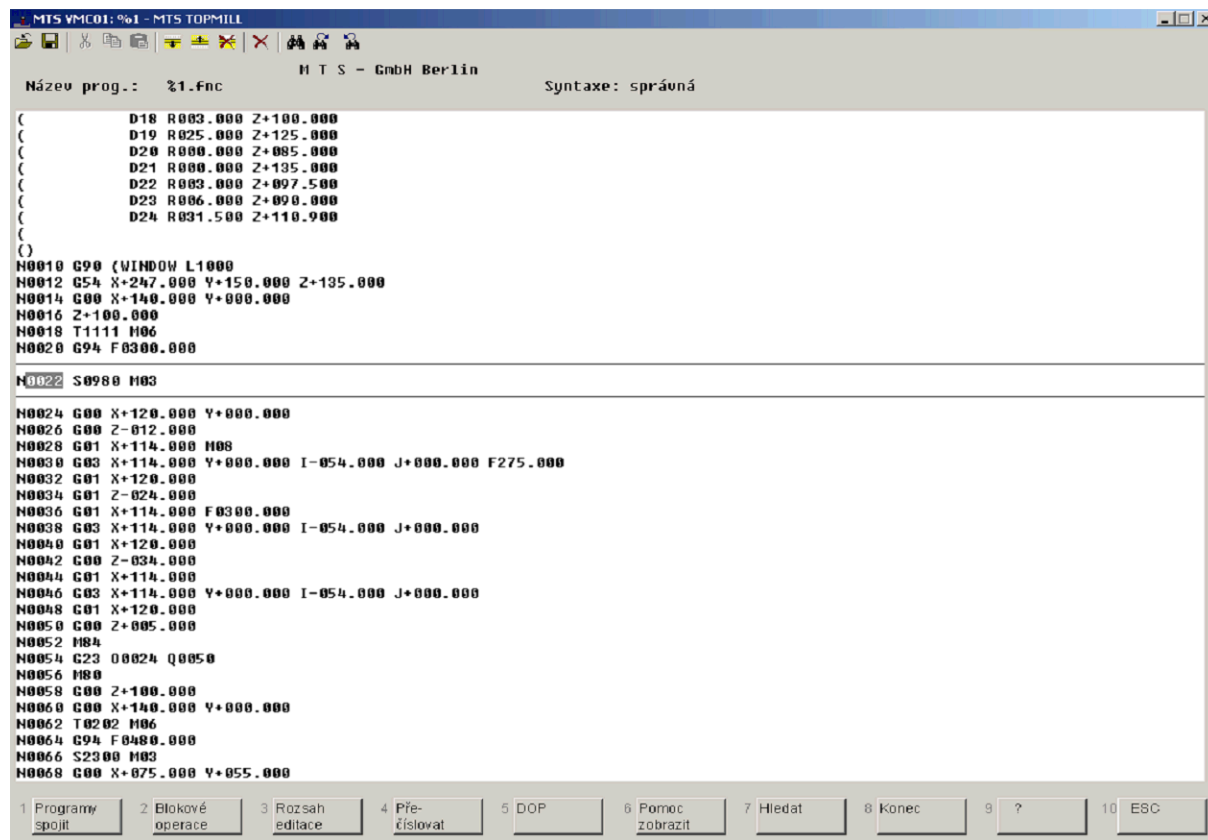 MTS VMC01: %1 - MTS TOPMILL
M T S - GmbH Berlin
Název prog.: %1.fnc Syntaxe: správná
( D18 R003.000 Z+100.000
( D19 R025.000 Z+125.000
( D20 R000.000 Z+085.000
( D21 R000.000 Z+135.000
( D22 R003.000 Z+097.500
( D23 R006.000 Z+090.000
( D24 R031.500 Z+110.900
(
()
N0010 G90 (WINDOW L1000
N0012 G54 X+247.000 Y+150.000 Z+135.000
N0014 G00 X+140.000 Y+000.000
N0016 Z+100.000
N0018 T1111 M06
N0020 G94 F0300.000
N0022 S0980 M03
N0024 G00 X+120.000 Y+000.000
N0026 G00 Z-012.000
N0028 G01 X+114.000 M08
N0030 G03 X+114.000 Y+000.000 I-054.000 J+000.000 F275.000
N0032 G01 X+120.000
N0034 G01 Z-024.000
N0036 G01 X+114.000 F0300.000
N0038 G03 X+114.000 Y+000.000 I-054.000 J+000.000
N0040 G01 X+120.000
N0042 G00 Z-034.000
N0044 G01 X+114.000
N0046 G03 X+114.000 Y+000.000 I-054.000 J+000.000
N0048 G01 X+120.000
N0050 G00 Z+005.000
N0052 M84
N0054 G23 O0024 Q0050
N0056 M80
N0058 G00 Z+100.000
N0060 G00 X+140.000 Y+000.000
N0062 T0202 M06
N0064 G94 F0480.000
N0066 S2300 M03
N0068 G00 X+075.000 Y+055.000
1 Programy 2 Blokové 3 Rozsah 4 Pře- 5 DOP 6 Pomoc 7 Hledat 8 Konec 9 ? 10 ESC
spojit operace editace číslovat zobrazit